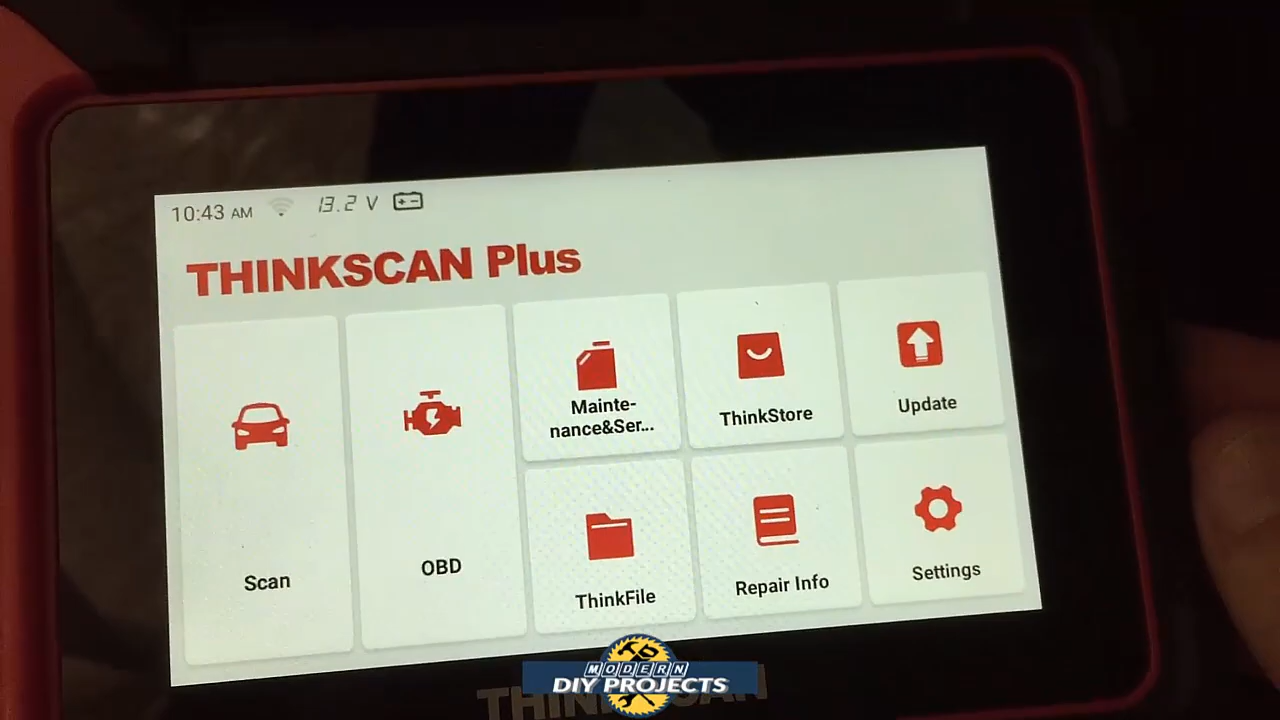 10:43 AM 13.2 V
THINKSCAN Plus
Scan
OBD
Mainte-
nance&Ser...
ThinkStore
Update
ThinkFile
Repair Info
Settings
MODERN
DIY PROJECTS